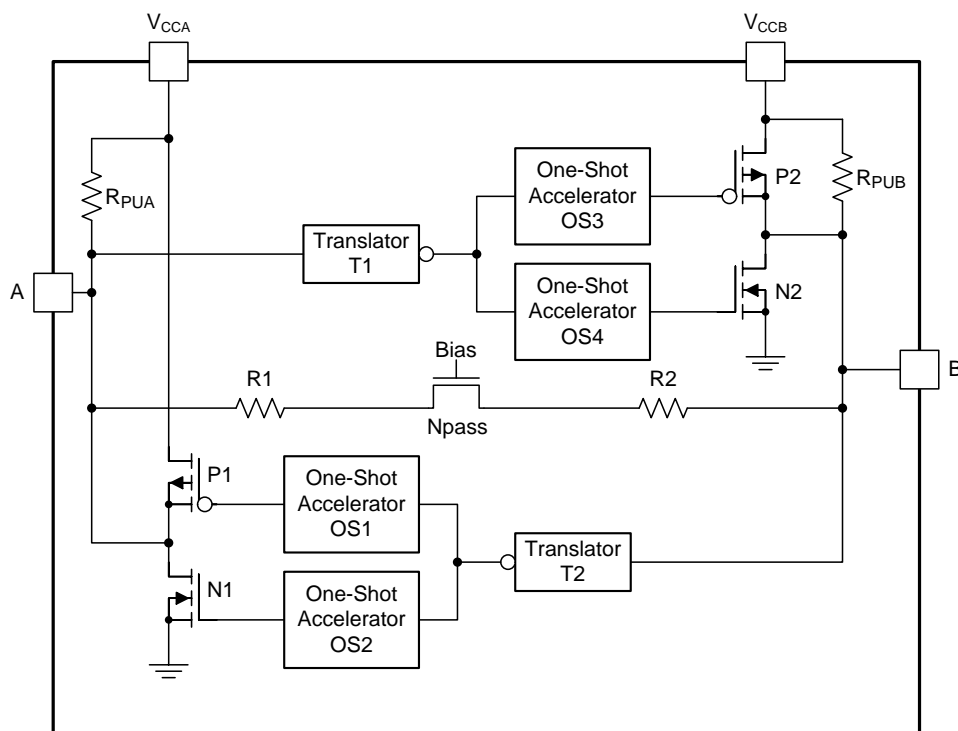 VCCA
VCCB
RPUA
One-Shot
Accelerator
OS3
P2
RPUB
Translator
T1
A
One-Shot
Accelerator
OS4
N2
Bias
B
R1
R2
Npass
P1
One-Shot
Accelerator
OS1
Translator
T2
N1
One-Shot
Accelerator
OS2